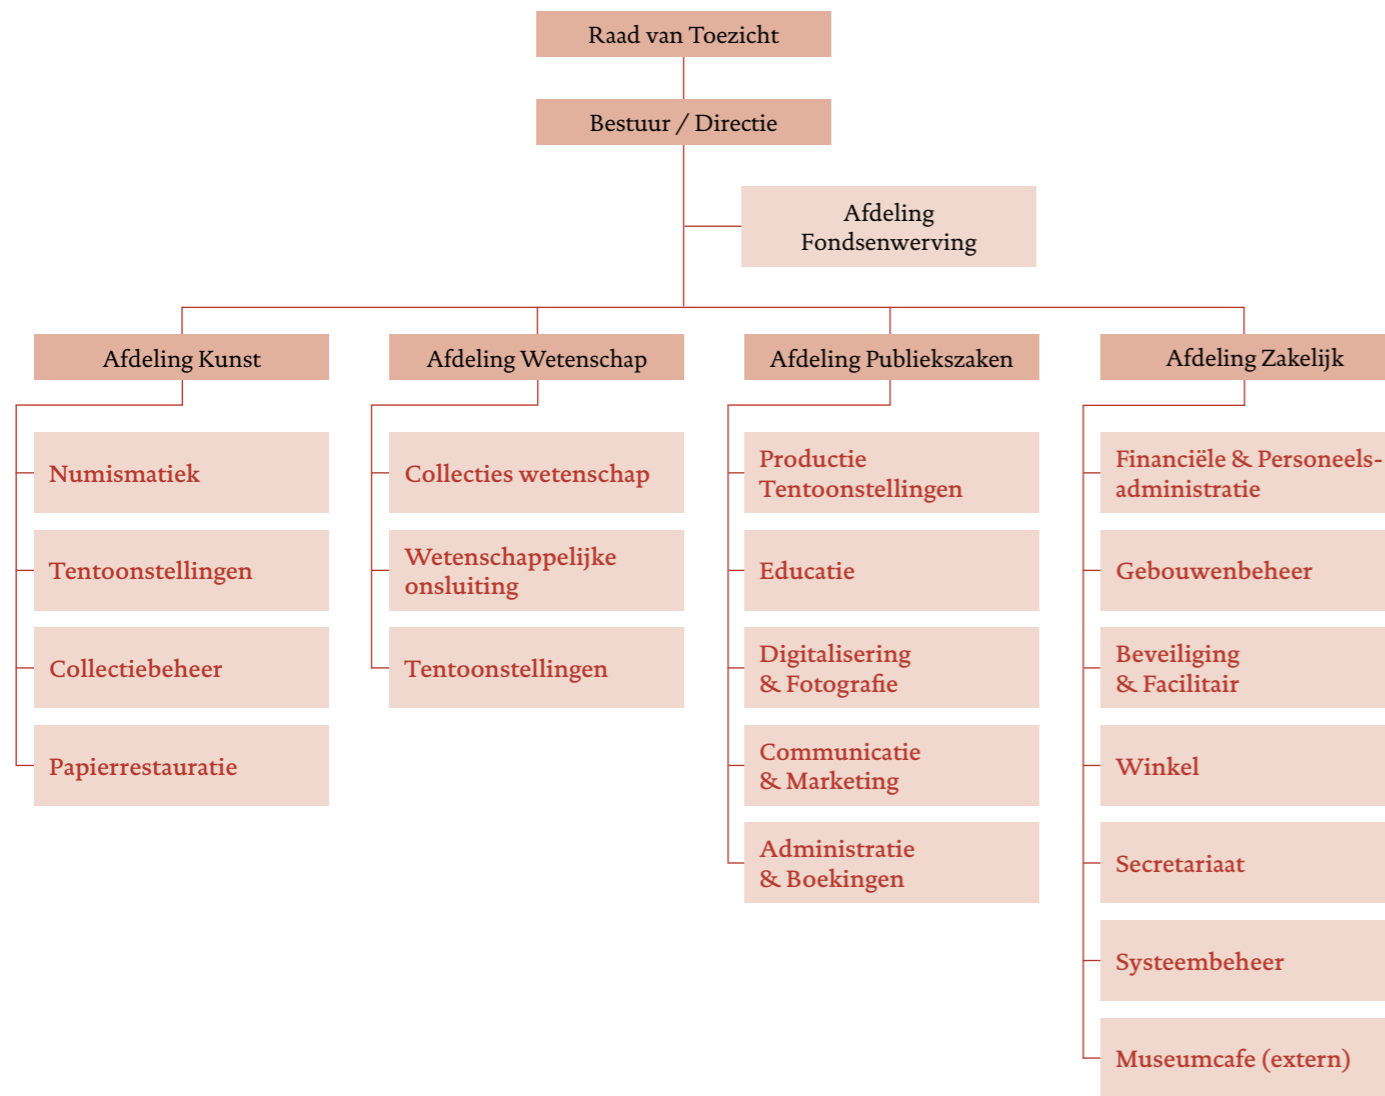 Raad van Toezicht
Bestuur / Directie
Afdeling
Fondsenwerving
Afdeling Kunst
Numismatiek
Tentoonstellingen
Collectiebeheer
Papierrestauratie
Afdeling Wetenschap
Collecties wetenschap
Wetenschappelijke
onsluiting
Tentoonstellingen
Afdeling Publiekszaken
Productie
Tentoonstellingen
Educatie
Digitalisering
& Fotografie
Communicatie
& Marketing
Administratie
& Boekingen
Afdeling Zakelijk
Financiële & Personeels-
administratie
Gebouwenbeheer
Beveiliging
& Facilitair
Winkel
Secretariaat
Systeembeheer
Museumcafe (extern)